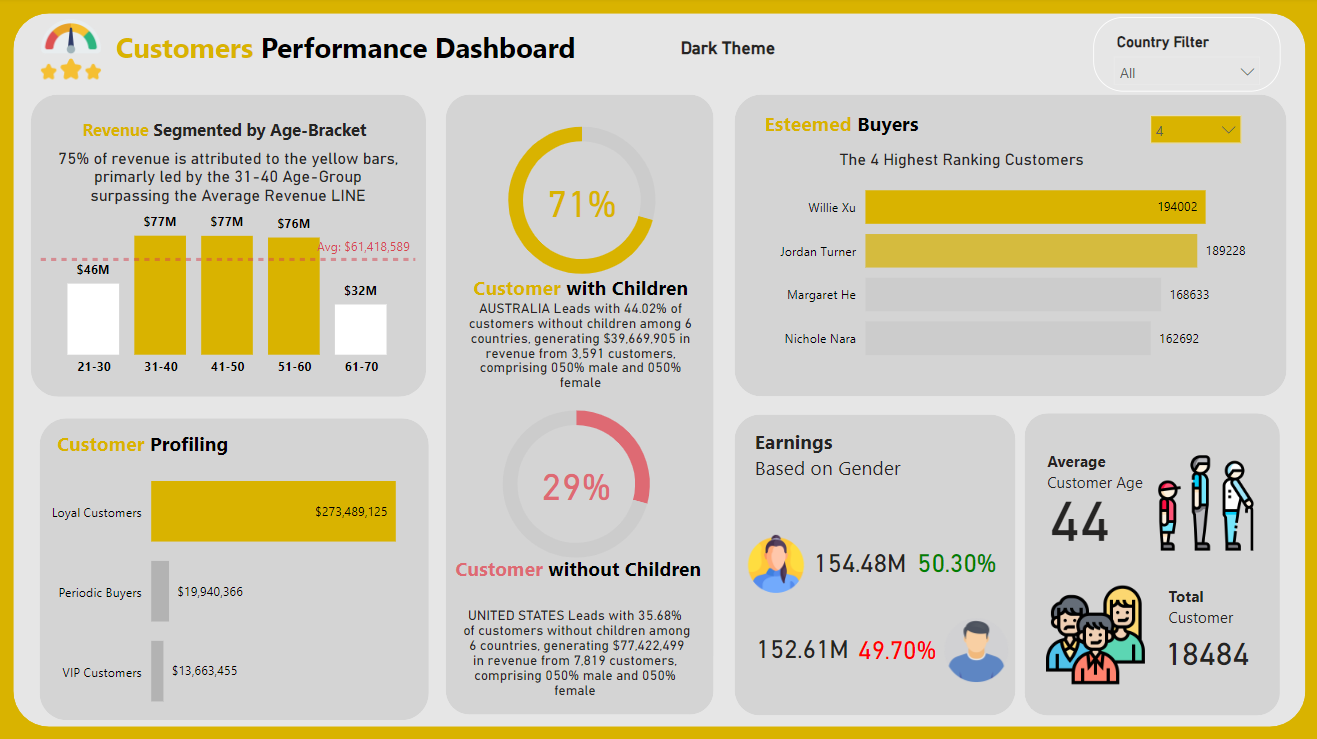 Customers Performance Dashboard
Dark Theme
Country Filter
All
Revenue Segmented by Age-Bracket
75% of revenue is attributed to the yellow bars,
primarily led by the 31-40 Age-Group
surpassing the Average Revenue LINE
$77M
$77M
$76M
Avg: $61,418,589
$46M
$32M
21-30
31-40
41-50
51-60
61-70
Customer Profiling
Loyal Customers
$273,489,125
Periodic Buyers
$19,940,366
VIP Customers
$13,663,455
71%
Customer with Children
AUSTRALIA Leads with 44.02% of
customers without children among 6
countries, generating $39,669,905 in
revenue from 3,591 customers,
comprising 050% male and 050%
female
29%
Customer without Children
UNITED STATES Leads with 35.68%
of customers without children among
6 countries, generating $77,422,499
in revenue from 7,819 customers,
comprising 050% male and 050%
female
Esteemed Buyers
4
The 4 Highest Ranking Customers
Willie Xu
194002
Jordan Turner
189228
Margaret He
168633
Nichole Nara
162692
Earnings
Based on Gender
154.48M 50.30%
152.61M 49.70%
Average
Customer Age
44
Total
Customer
18484